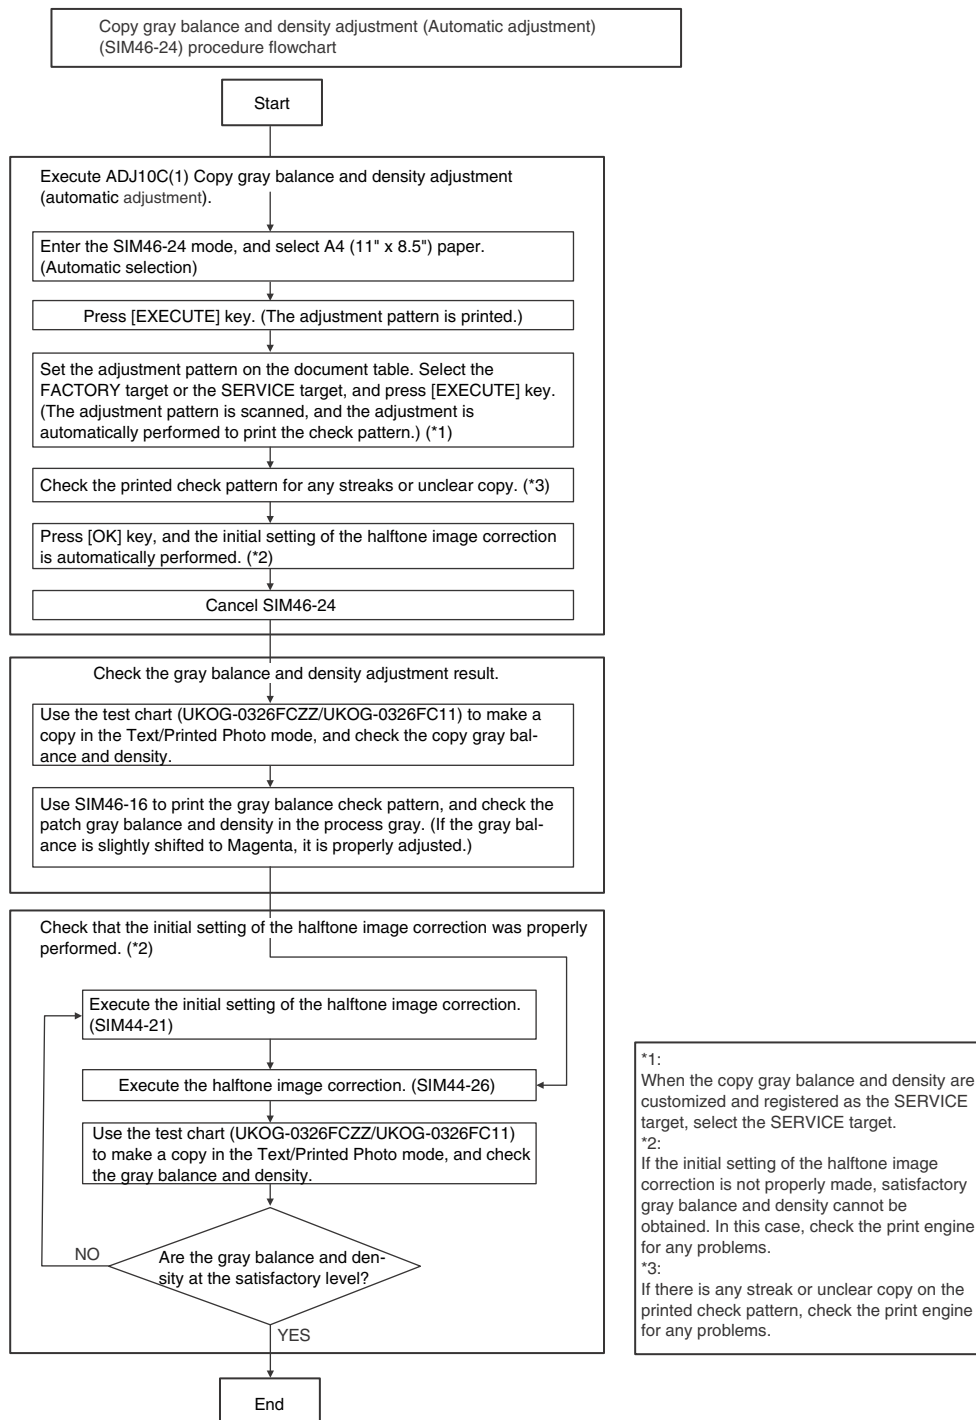 Copy gray balance and density adjustment (Automatic adjustment)
(SIM46-24) procedure flowchart
Start
Execute ADJ10C(1) Copy gray balance and density adjustment
(automatic adjustment).
Enter the SIM46-24 mode, and select A4 (11" x 8.5") paper.
(Automatic selection)
Press [EXECUTE] key. (The adjustment pattern is printed.)
Set the adjustment pattern on the document table. Select the
FACTORY target or the SERVICE target, and press [EXECUTE] key.
(The adjustment pattern is scanned, and the adjustment is
automatically performed to print the check pattern.) (*1)
Check the printed check pattern for any streaks or unclear copy. (*3)
Press [OK] key, and the initial setting of the halftone image correction
is automatically performed. (*2)
Cancel SIM46-24
Check the gray balance and density adjustment result.
Use the test chart (UKOG-0326FCZZ/UKOG-0326FC11) to make a
copy in the Text/Printed Photo mode, and check the copy gray bal-
ance and density.
Use SIM46-16 to print the gray balance check pattern, and check the
patch gray balance and density in the process gray. (If the gray bal-
ance is slightly shifted to Magenta, it is properly adjusted.)
Check that the initial setting of the halftone image correction was properly
performed. (*2)
Execute the initial setting of the halftone image correction.
(SIM44-21)
Execute the halftone image correction. (SIM44-26)
Use the test chart (UKOG-0326FCZZ/UKOG-0326FC11)
to make a copy in the Text/Printed Photo mode, and check
the gray balance and density.
NO
Are the gray balance and den-
sity at the satisfactory level?
YES
End
*1:
When the copy gray balance and density are
customized and registered as the SERVICE
target, select the SERVICE target.
*2:
If the initial setting of the halftone image
correction is not properly made, satisfactory
gray balance and density cannot be
obtained. In this case, check the print engine
for any problems.
*3:
If there is any streak or unclear copy on the
printed check pattern, check the print engine
for any problems.